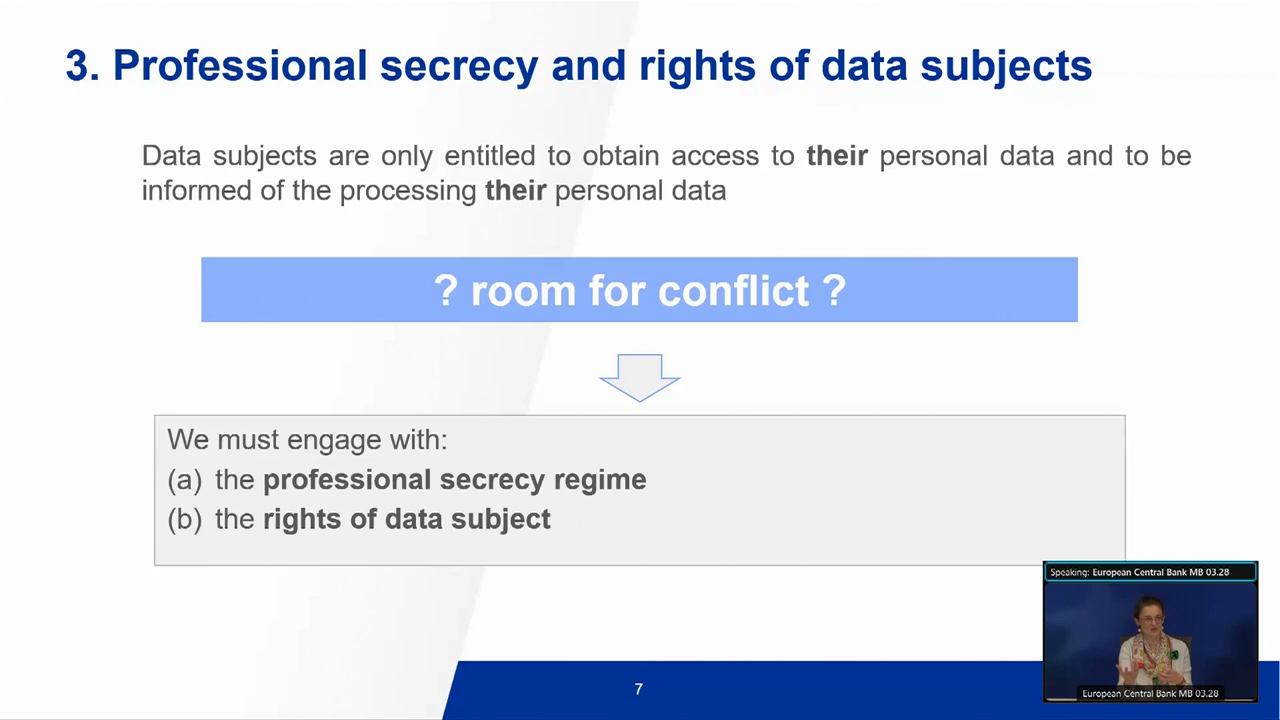 3. Professional secrecy and rights of data subjects
Data subjects are only entitled to obtain access to their personal data and to be
informed of the processing their personal data
? room for conflict ?
We must engage with:
(a) the professional secrecy regime
(b) the rights of data subject
Speaking: European Central Bank MB 03.28
European Central Bank MB 03.28
7